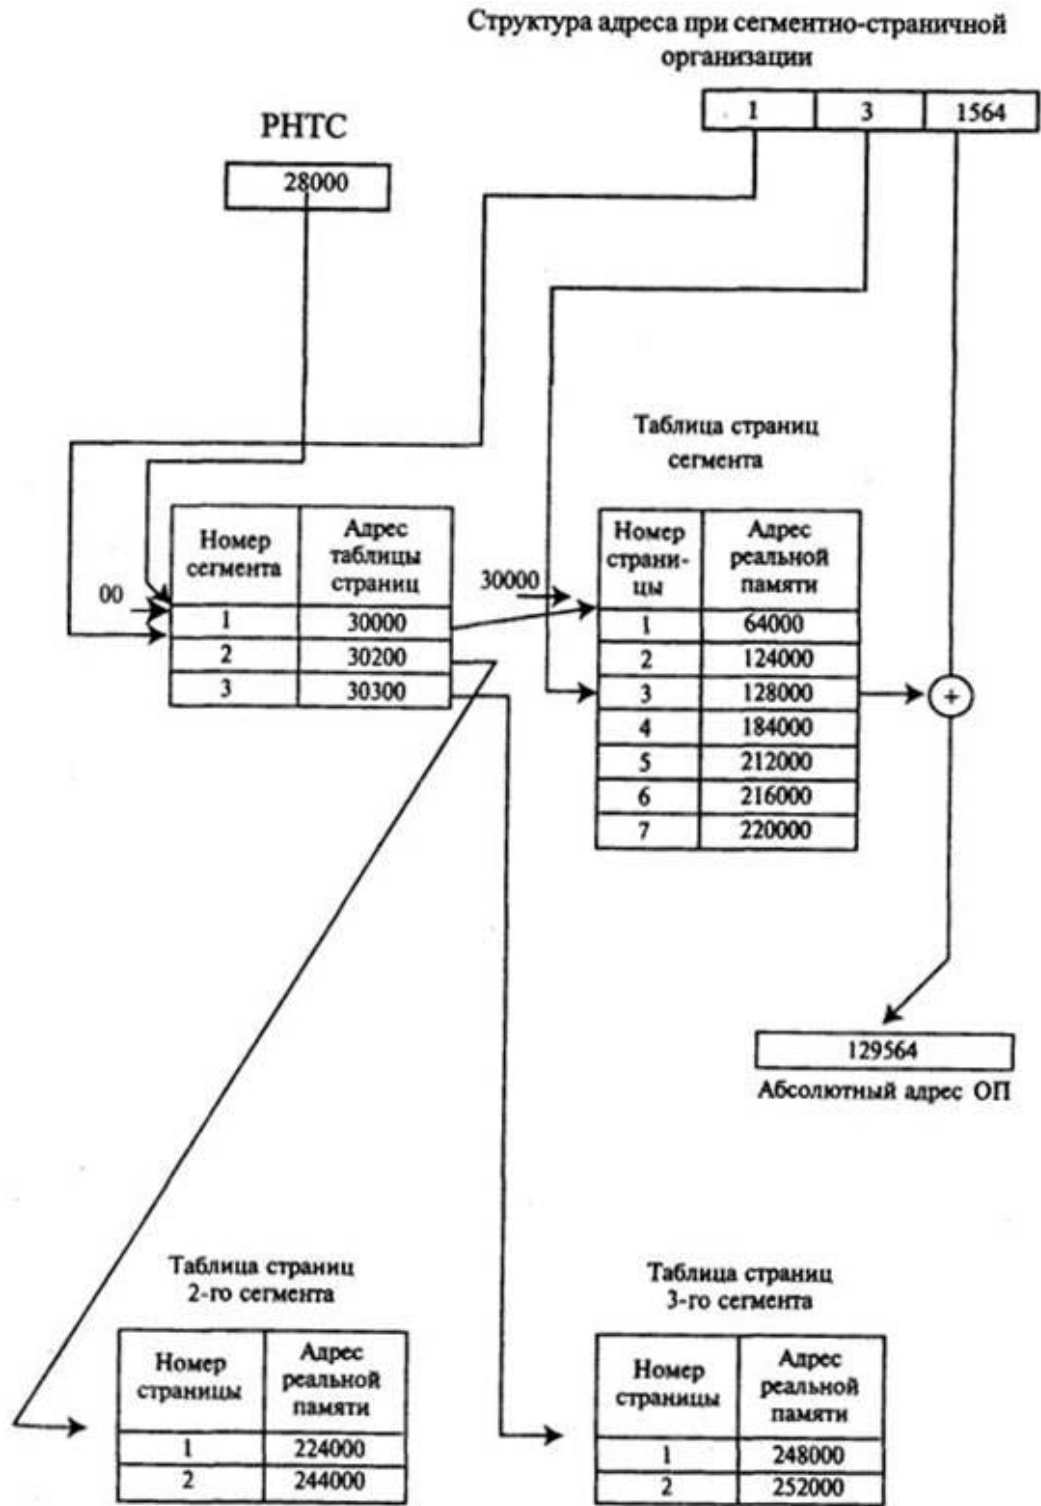 Структура адреса при сегментно-страничной
организации
1 3 1564
РНТС
28000
Таблица страниц
сегмента
Номер
сегмента
Адрес
таблицы
страниц
00
1 30000
2 30200
3 30300
30000
Номер
страни-
цы
Адрес
реальной
памяти
1 64000
2 124000
3 128000
4 184000
5 212000
6 216000
7 220000
+
129564
Абсолютный адрес ОП
Таблица страниц
2-го сегмента
Номер
страницы
Адрес
реальной
памяти
1 224000
2 244000
Таблица страниц
3-го сегмента
Номер
страницы
Адрес
реальной
памяти
1 248000
2 252000